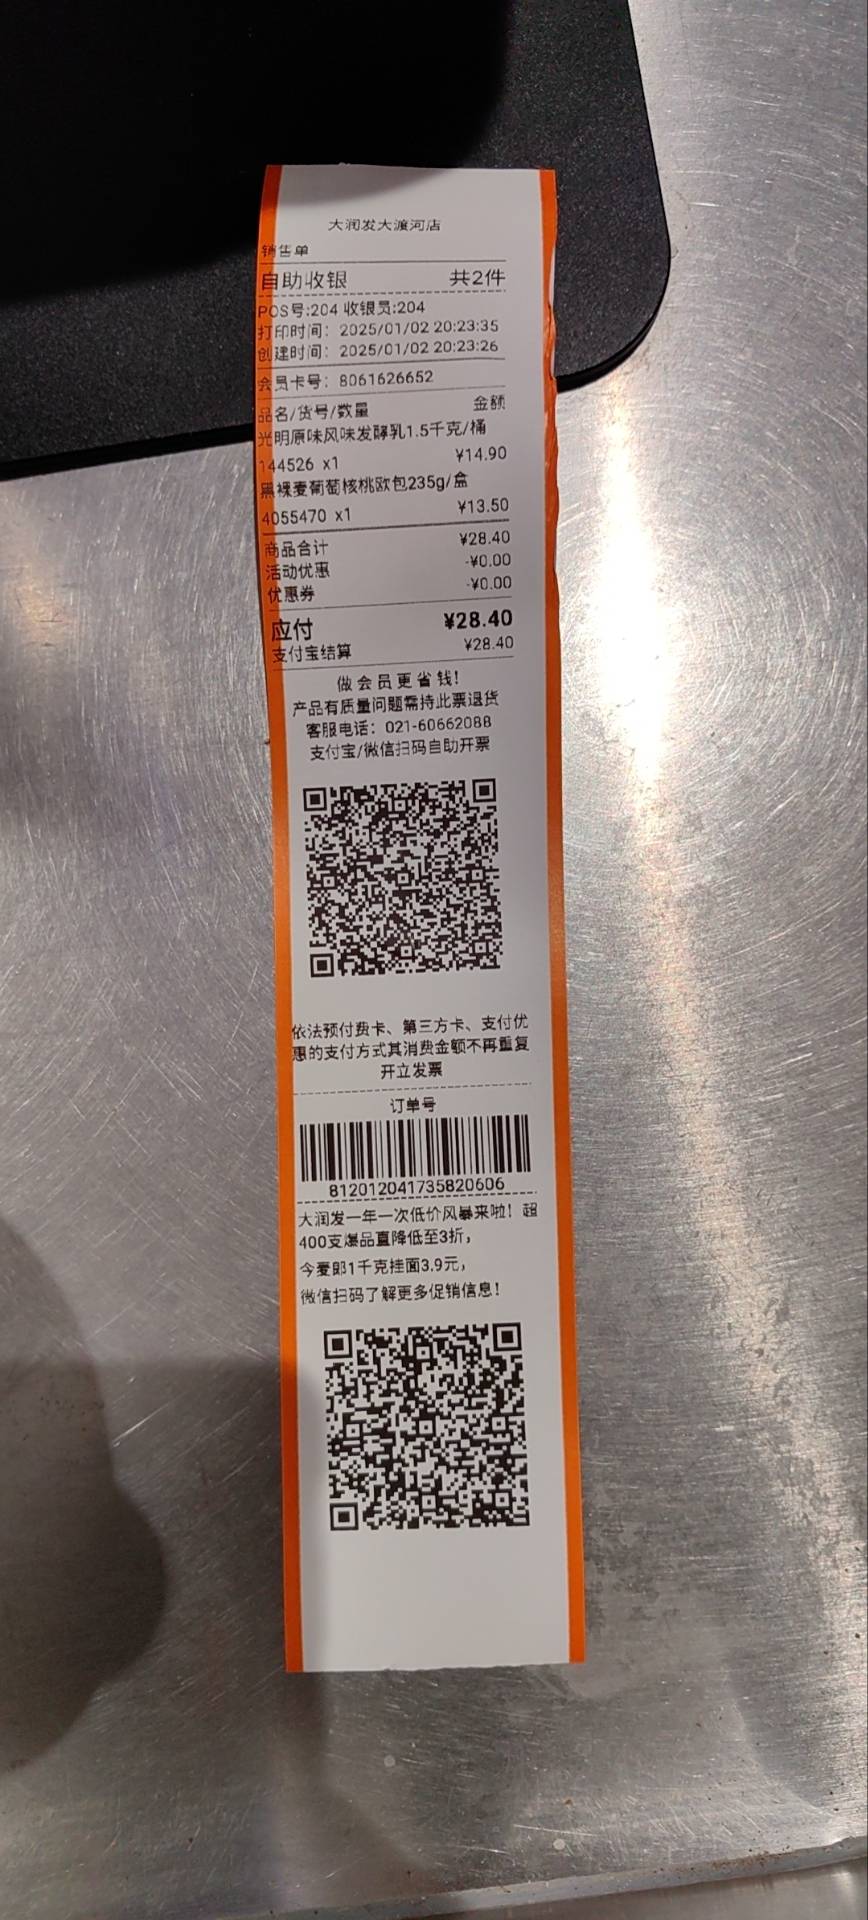 大润发大渡河店
销售单
自助收银 共2件
POS号:204 收银员:204
打印时间: 2025/01/02 20:23:35
创建时间: 2025/01/02 20:23:26
会员卡号: 8061626652
品名/货号/数量 金额
光明原味风味发酵乳1.5千克/桶
144526 x1 ¥14.90
黑裸麦葡萄核桃欧包235g/盒
4055470 x1 ¥13.50
商品合计 ¥28.40
活动优惠 -¥0.00
优惠券 -¥0.00
应付 ¥28.40
支付宝结算 ¥28.40
做会员更省钱!
产品有质量问题需持此票退货
客服电话: 021-60662088
支付宝/微信扫码自助开票
依法预付费卡、第三方卡、支付优
惠的支付方式其消费金额不再重复
开立发票
订单号
812012041735820606
大润发一年一次低价风暴来啦! 超
400支爆品直降低至3折,
今麦郎1千克挂面3.9元,
微信扫码了解更多促销信息!